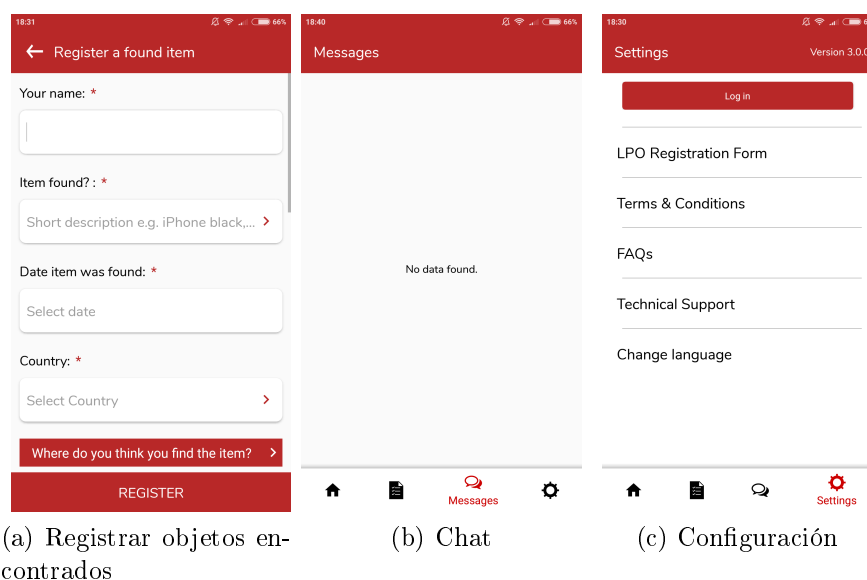 18:31
66%
Register a found item
Your name: *
Item found? : *
Short description e.g. iPhone black,...
Date item was found: *
Select date
Country: *
Select Country
Where do you think you find the item?
REGISTER
(a) Registrar objetos en-
contrados
18:40
66%
Messages
No data found.
Messages
(b) Chat
18:30
6
Settings
Version 3.0.0
Log in
LPO Registration Form
Terms & Conditions
FAQs
Technical Support
Change language
Settings
(c) Configuración